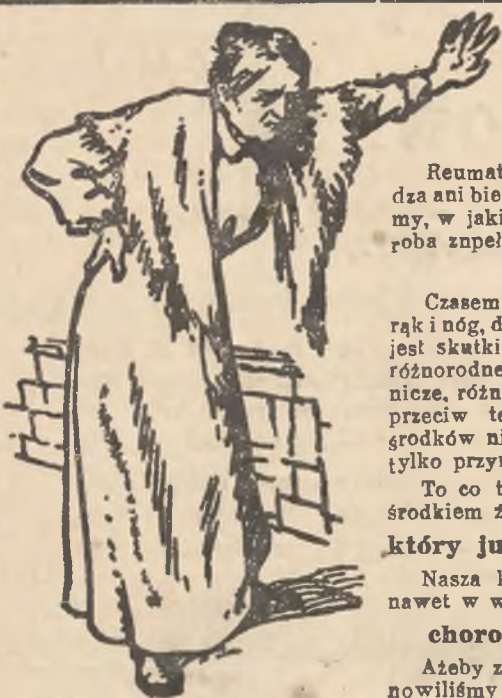 Reumat
dza ani bie
my, w jaki
roba znpeł
Czasem
rąk i nóg, d
jest skutki
różnorodne
nicze, różn
przeciw te
środków ni
tylko przyn
To co t
środkiem ż
który ju
Nasza k
nawet w w
choro
Ażeby z
nowiliśmy